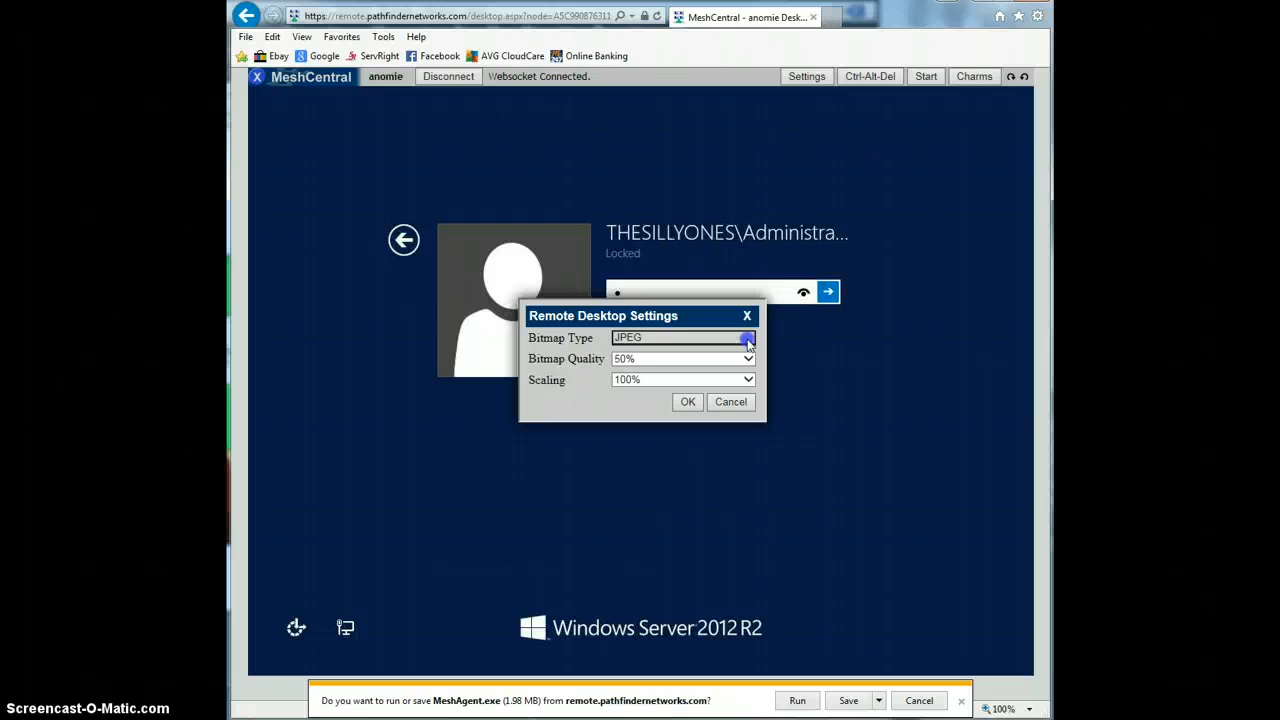 https://remote.pathfindernetworks.com/desktop.aspx?node=A5C990876311
MeshCentral - anomie Desk...
File Edit View Favorites Tools Help
Ebay Google ServRight Facebook AVG CloudCare Online Banking
X MeshCentral anomie Disconnect Websocket Connected. Settings Ctrl-Alt-Del Start Charms
THESILLYONES\Administra...
Locked
Remote Desktop Settings X
Bitmap Type JPEG
Bitmap Quality 50%
Scaling 100%
OK Cancel
Windows Server 2012 R2
Do you want to run or save MeshAgent.exe (1.98 MB) from remote.pathfindernetworks.com? Run Save Cancel
100%
Screencast-O-Matic.com